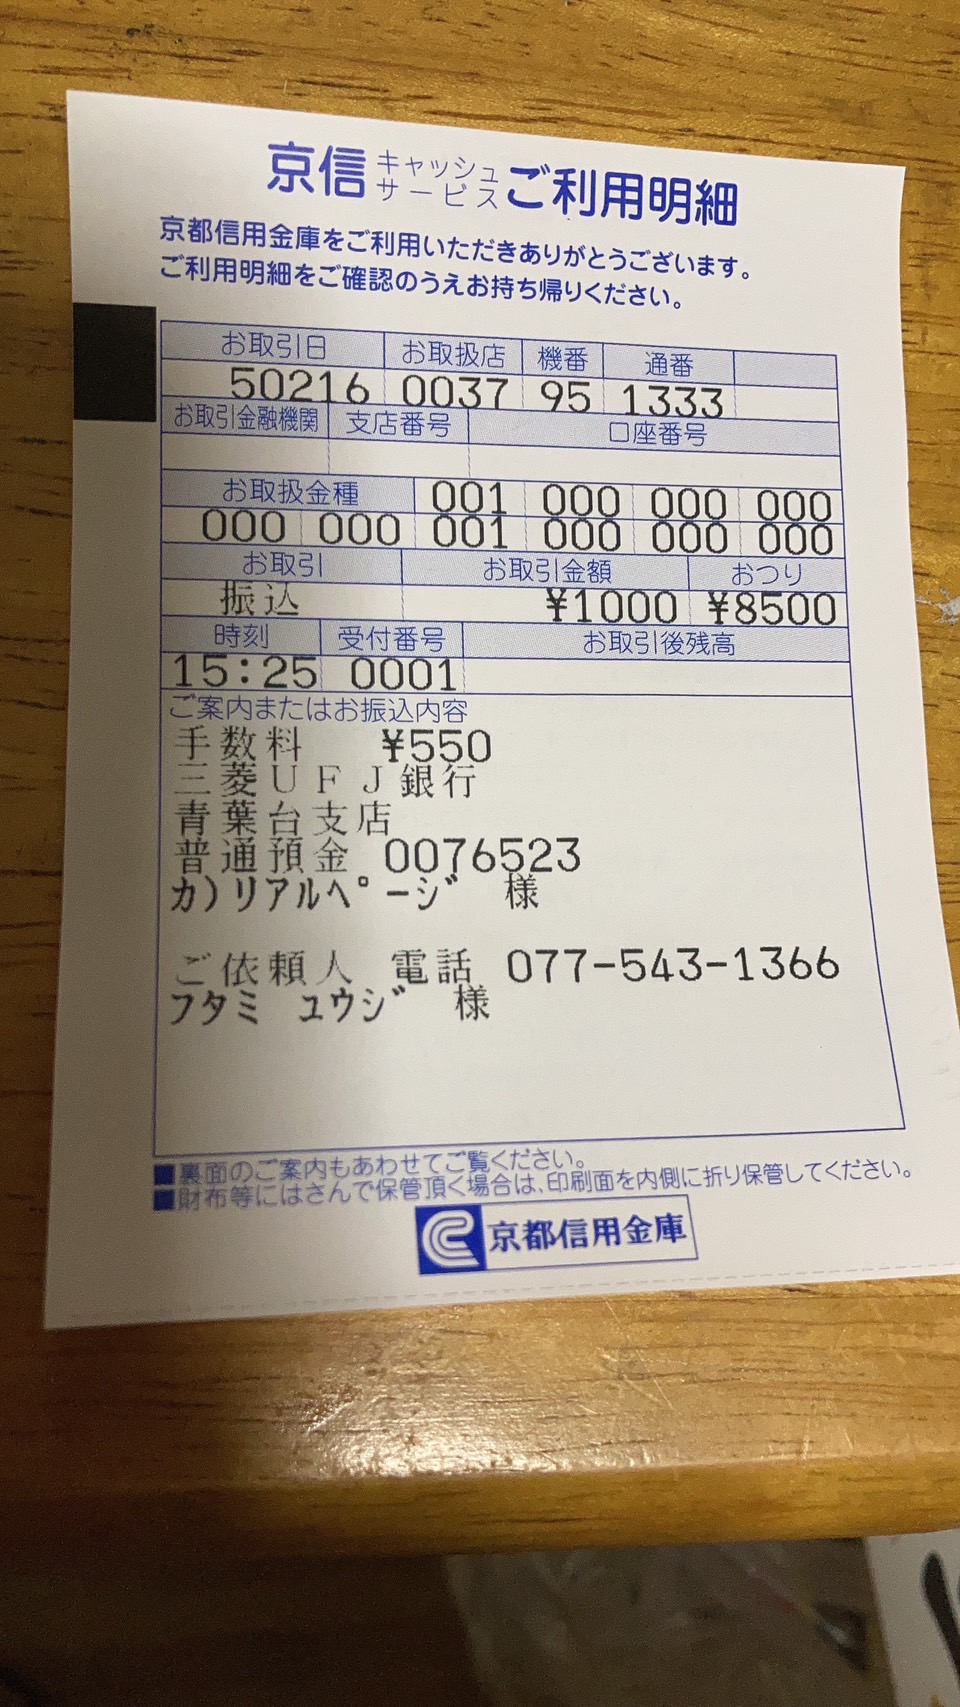 京信 キャッシュサービス ご利用明細
京都信用金庫をご利用いただきありがとうございます。
ご利用明細をご確認のうえお持ち帰りください。
お取引日 お取扱店 機番 通番
50216 0037 95 1333
お取引金融機関 支店番号 口座番号
お取扱金種 001 000 000 000
000 000 001 000 000 000
お取引 お取引金額 おつり
振込 ¥1000 ¥8500
時刻 受付番号 お取引後残高
15:25 0001
ご案内またはお振込内容
手数料 ¥550
三菱UFJ銀行
青葉台支店
普通預金 0076523
カ)リアルページ 様
ご依頼人 電話 077-543-1366
フタミ ユウジ 様
■裏面のご案内もあわせてご覧ください。
■財布等にはさんで保管頂く場合は、印刷面を内側に折り保管してください。
京都信用金庫